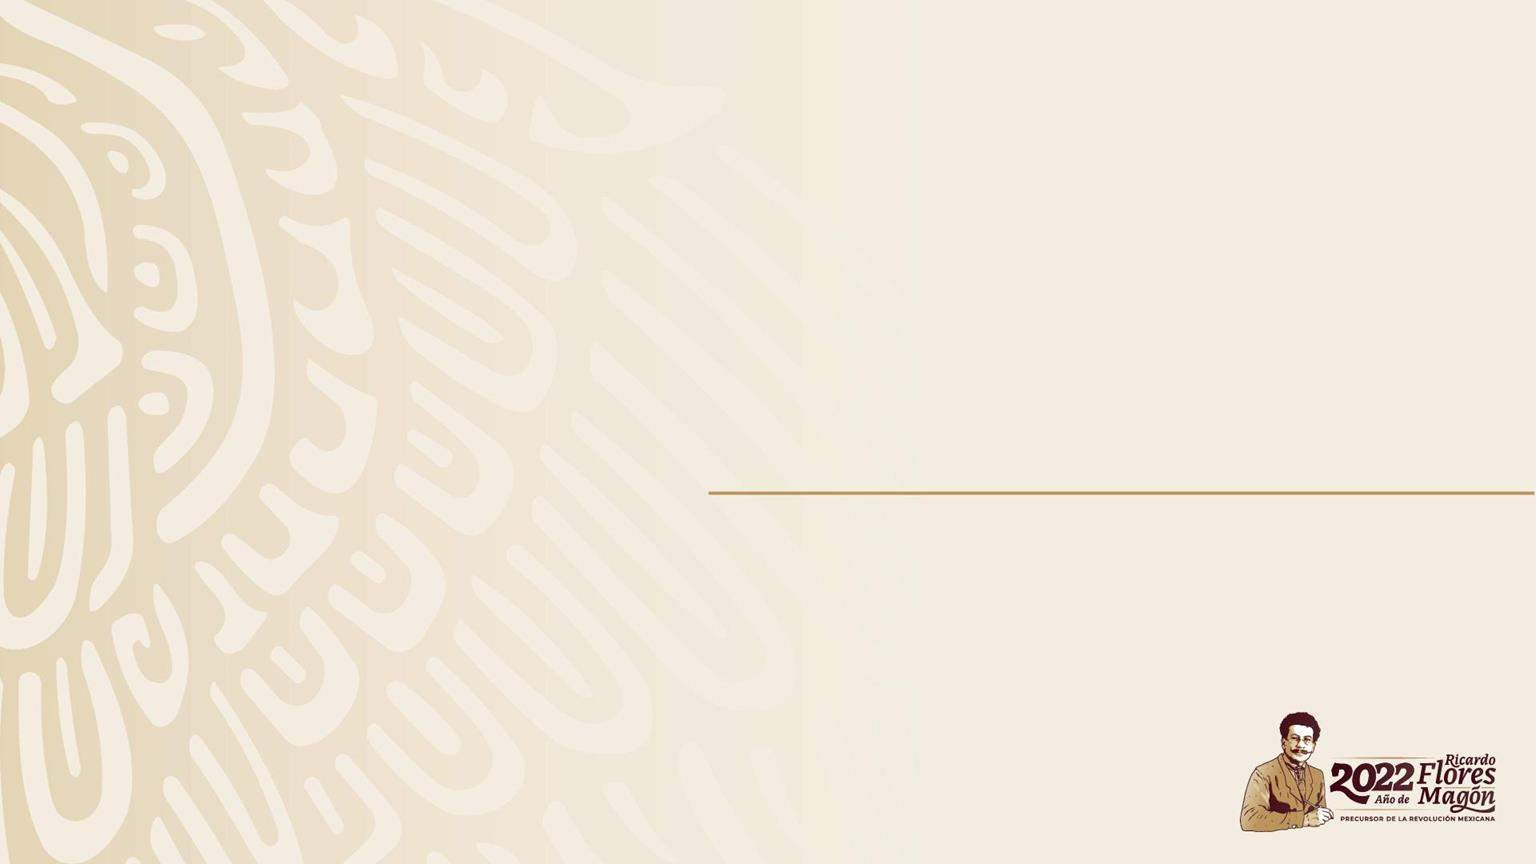 2022
Año de
Ricardo
Flores
Magón
PRECURSOR DE LA REVOLUCIÓN MEXICANA